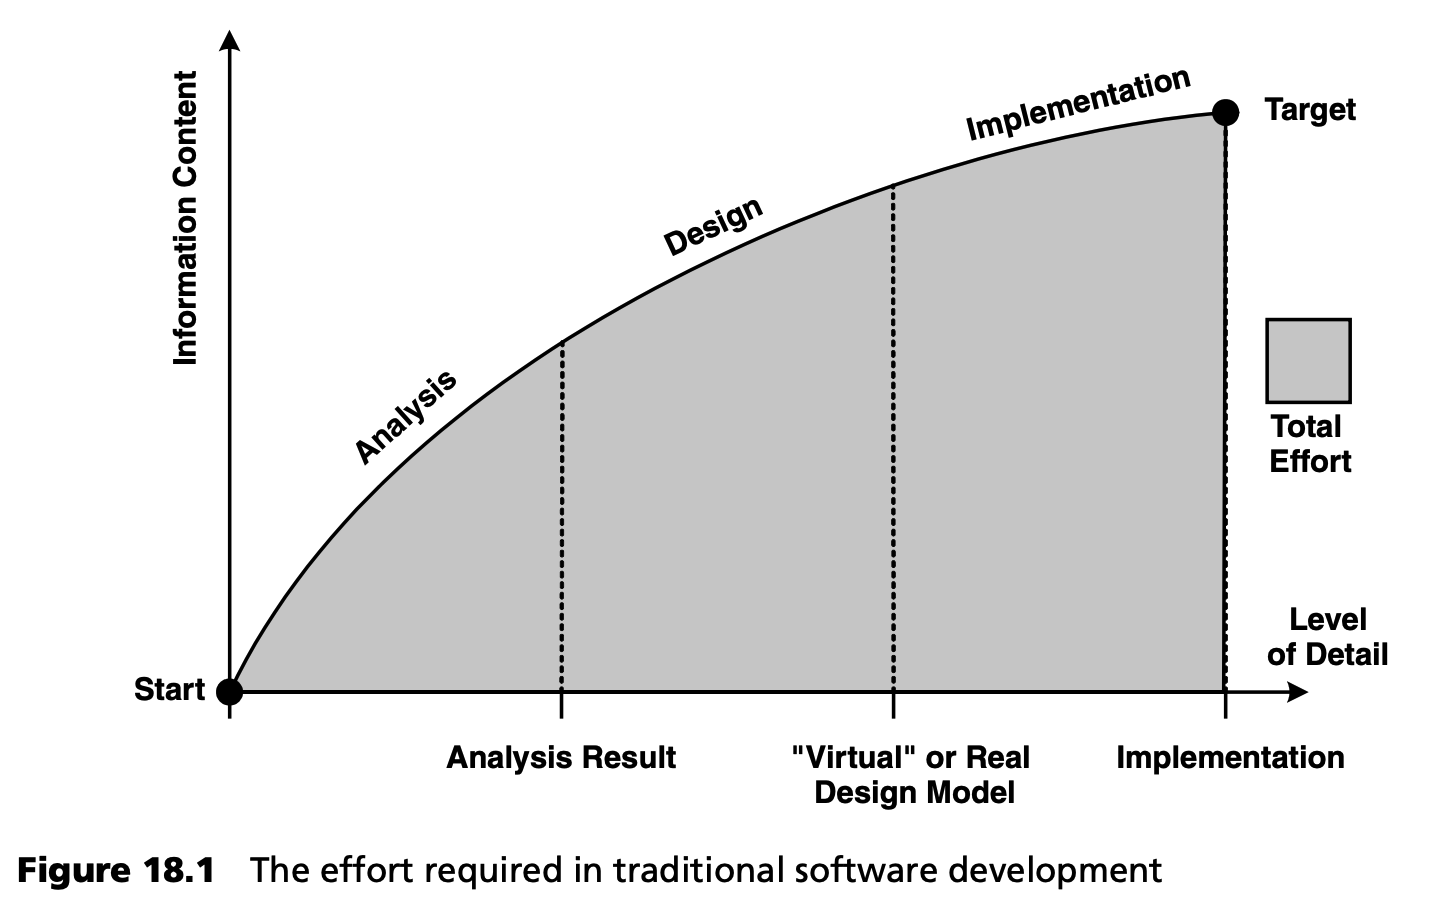 Information Content
Implementation
Target
Design
Analysis
Total
Effort
Level
of Detail
Start
Analysis Result
"Virtual" or Real
Design Model
Implementation
Figure 18.1 The effort required in traditional software development